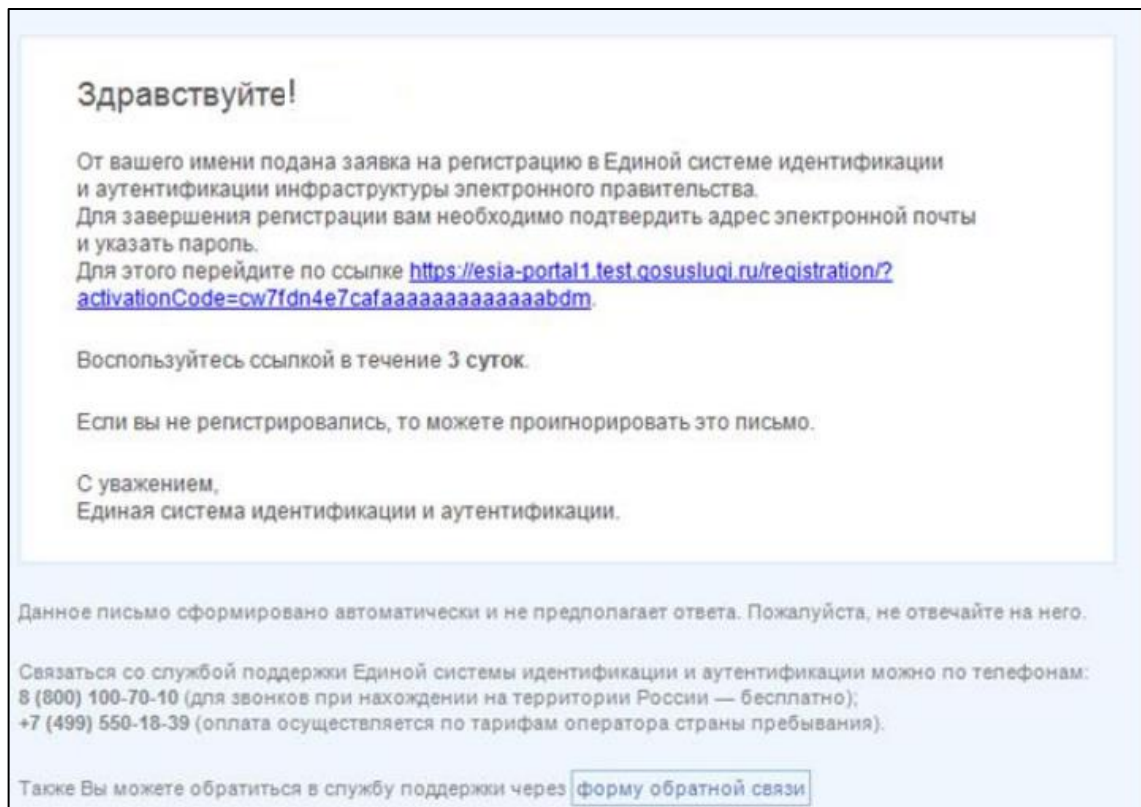 Здравствуйте!
От вашего имени подана заявка на регистрацию в Единой системе идентификации
и аутентификации инфраструктуры электронного правительства.
Для завершения регистрации вам необходимо подтвердить адрес электронной почты
и указать пароль.
Для этого перейдите по ссылке https://esia-portal1.test.gosuslugi.ru/registration/?
activationCode=cw7fdn4e7cafaaaaaaaaaaaaaabdm.
Воспользуйтесь ссылкой в течение 3 суток.
Если вы не регистрировались, то можете проигнорировать это письмо.
С уважением,
Единая система идентификации и аутентификации.
Данное письмо сформировано автоматически и не предполагает ответа. Пожалуйста, не отвечайте на него.
Связаться со службой поддержки Единой системы идентификации и аутентификации можно по телефонам:
8 (800) 100-70-10 (для звонков при нахождении на территории России — бесплатно);
+7 (499) 550-18-39 (оплата осуществляется по тарифам оператора страны пребывания).
Также Вы можете обратиться в службу поддержки через форму обратной связи